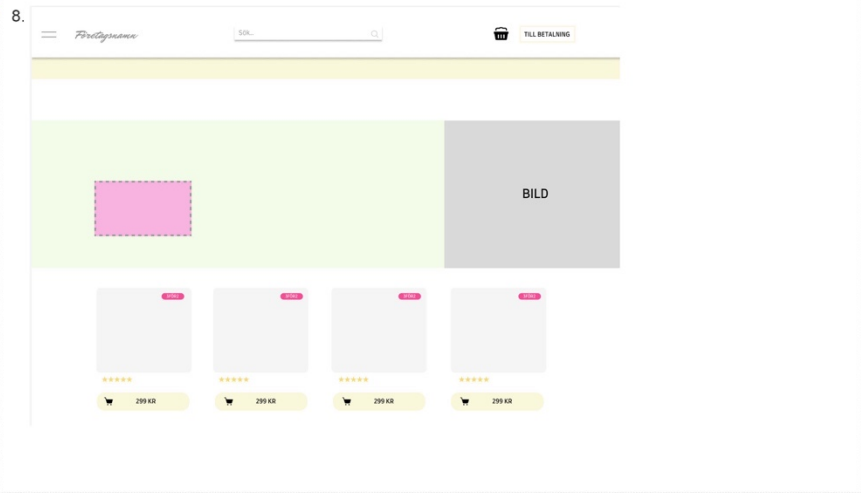 8.
Företagsnamn
Sök..
TILL BETALNING
BILD
299 KR
299 KR
299 KR
299 KR